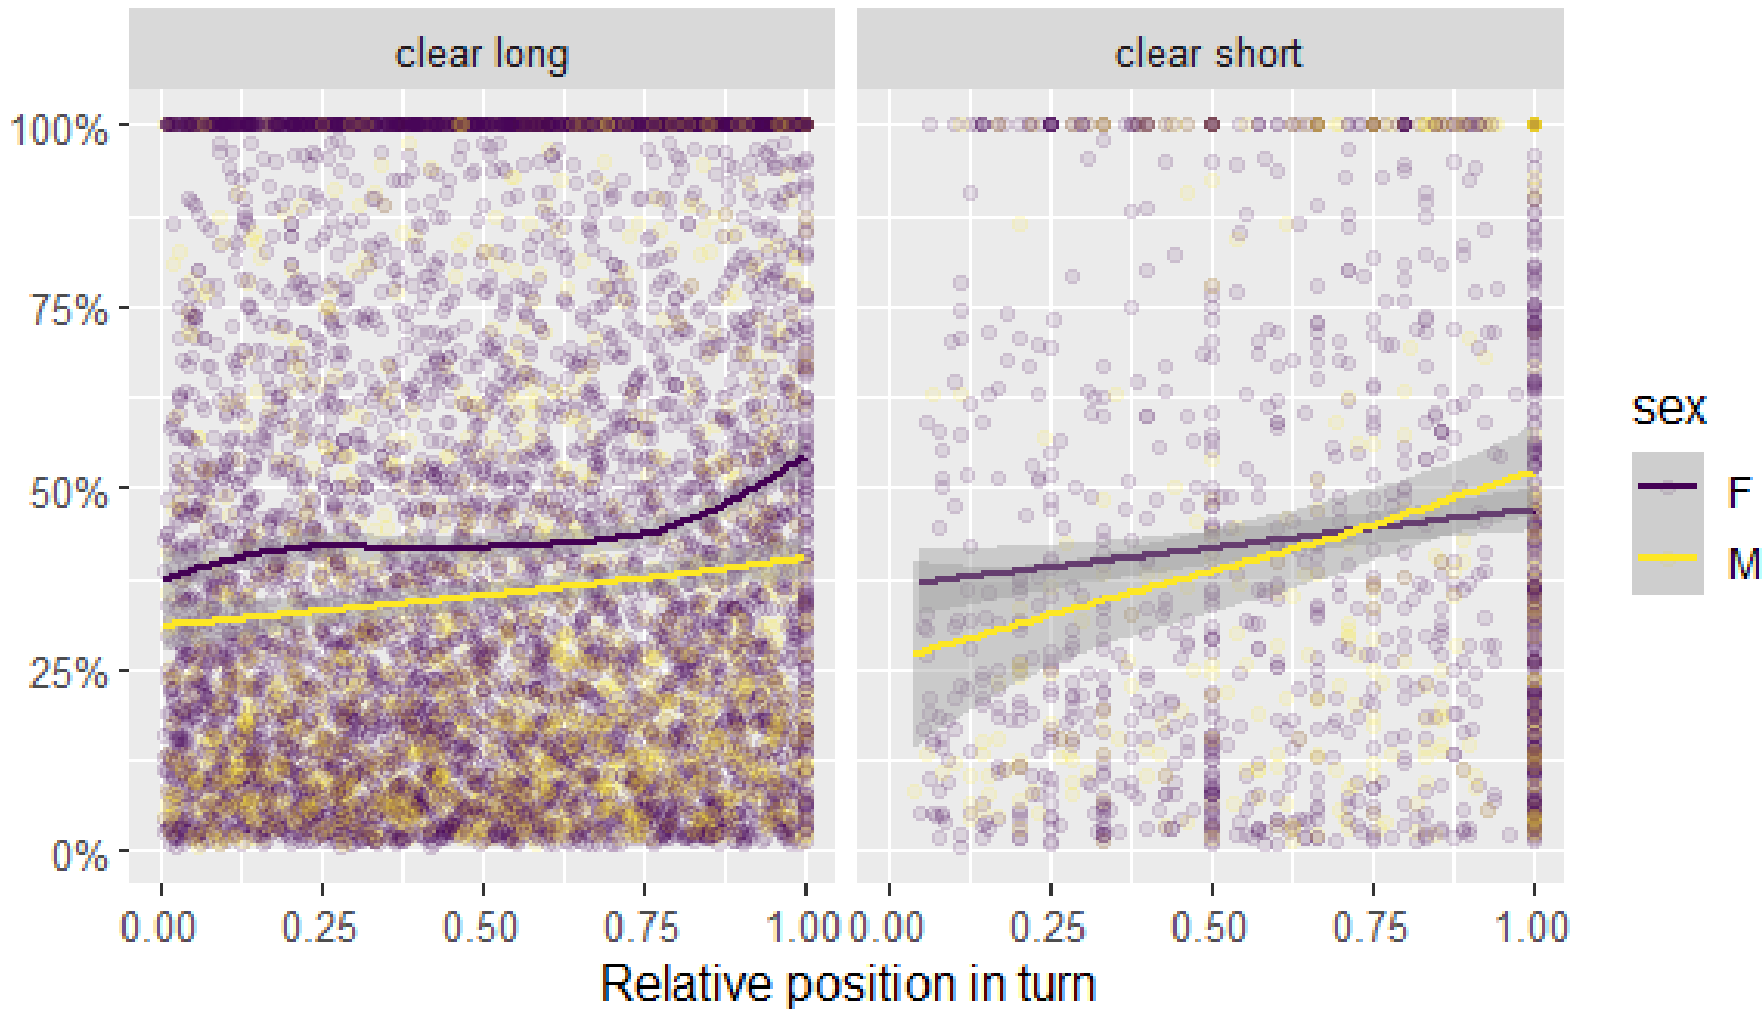 clear long
clear short
100%
75%
50%
25%
0%
0.00 0.25 0.50 0.75 1.00
0.00 0.25 0.50 0.75 1.00
Relative position in turn
sex
F
M